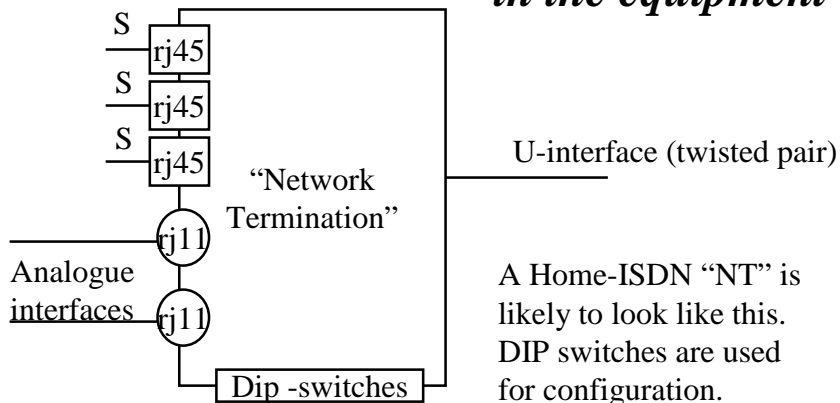 in the equipment
S
rj45
S
rj45
S
rj45
U-interface (twisted pair)
“Network
Termination”
rj11
Analogue
interfaces
rj11
A Home-ISDN “NT” is
likely to look like this.
DIP switches are used
for configuration.
Dip -switches